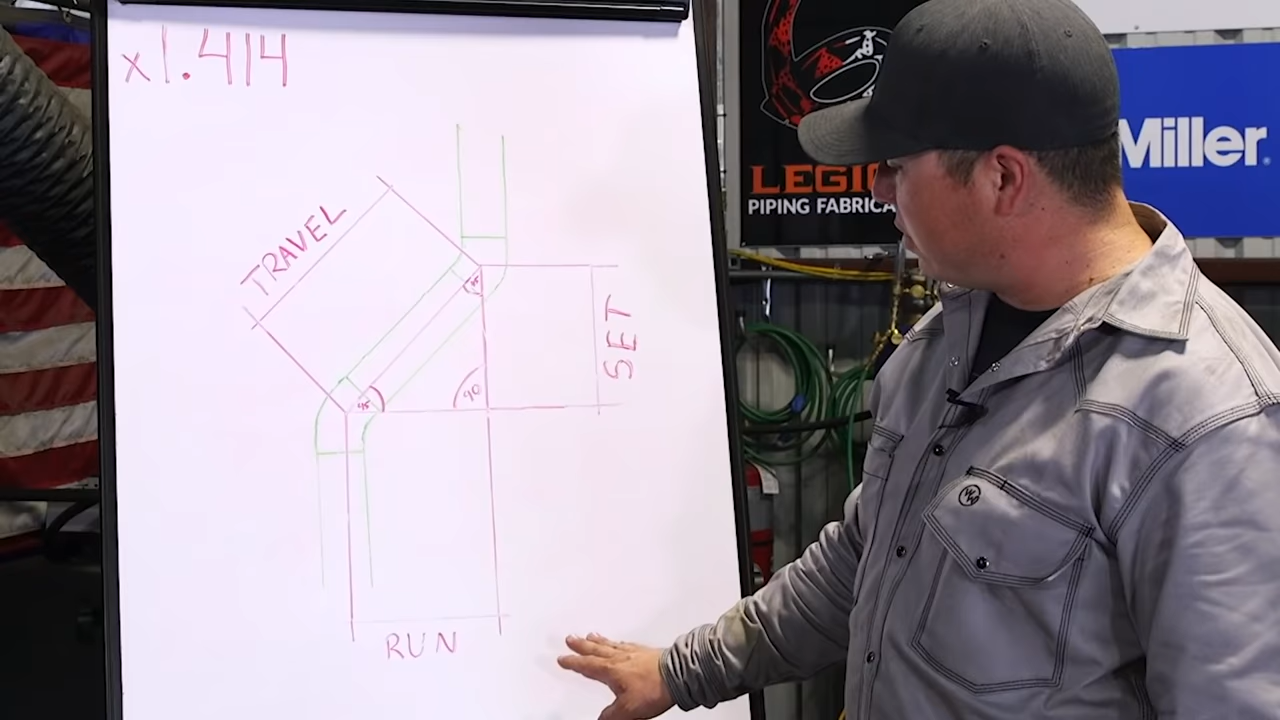 x1.414
TRAVEL
SET
45
45
90
RUN
LEGIO
PIPING FABRICA
Miller